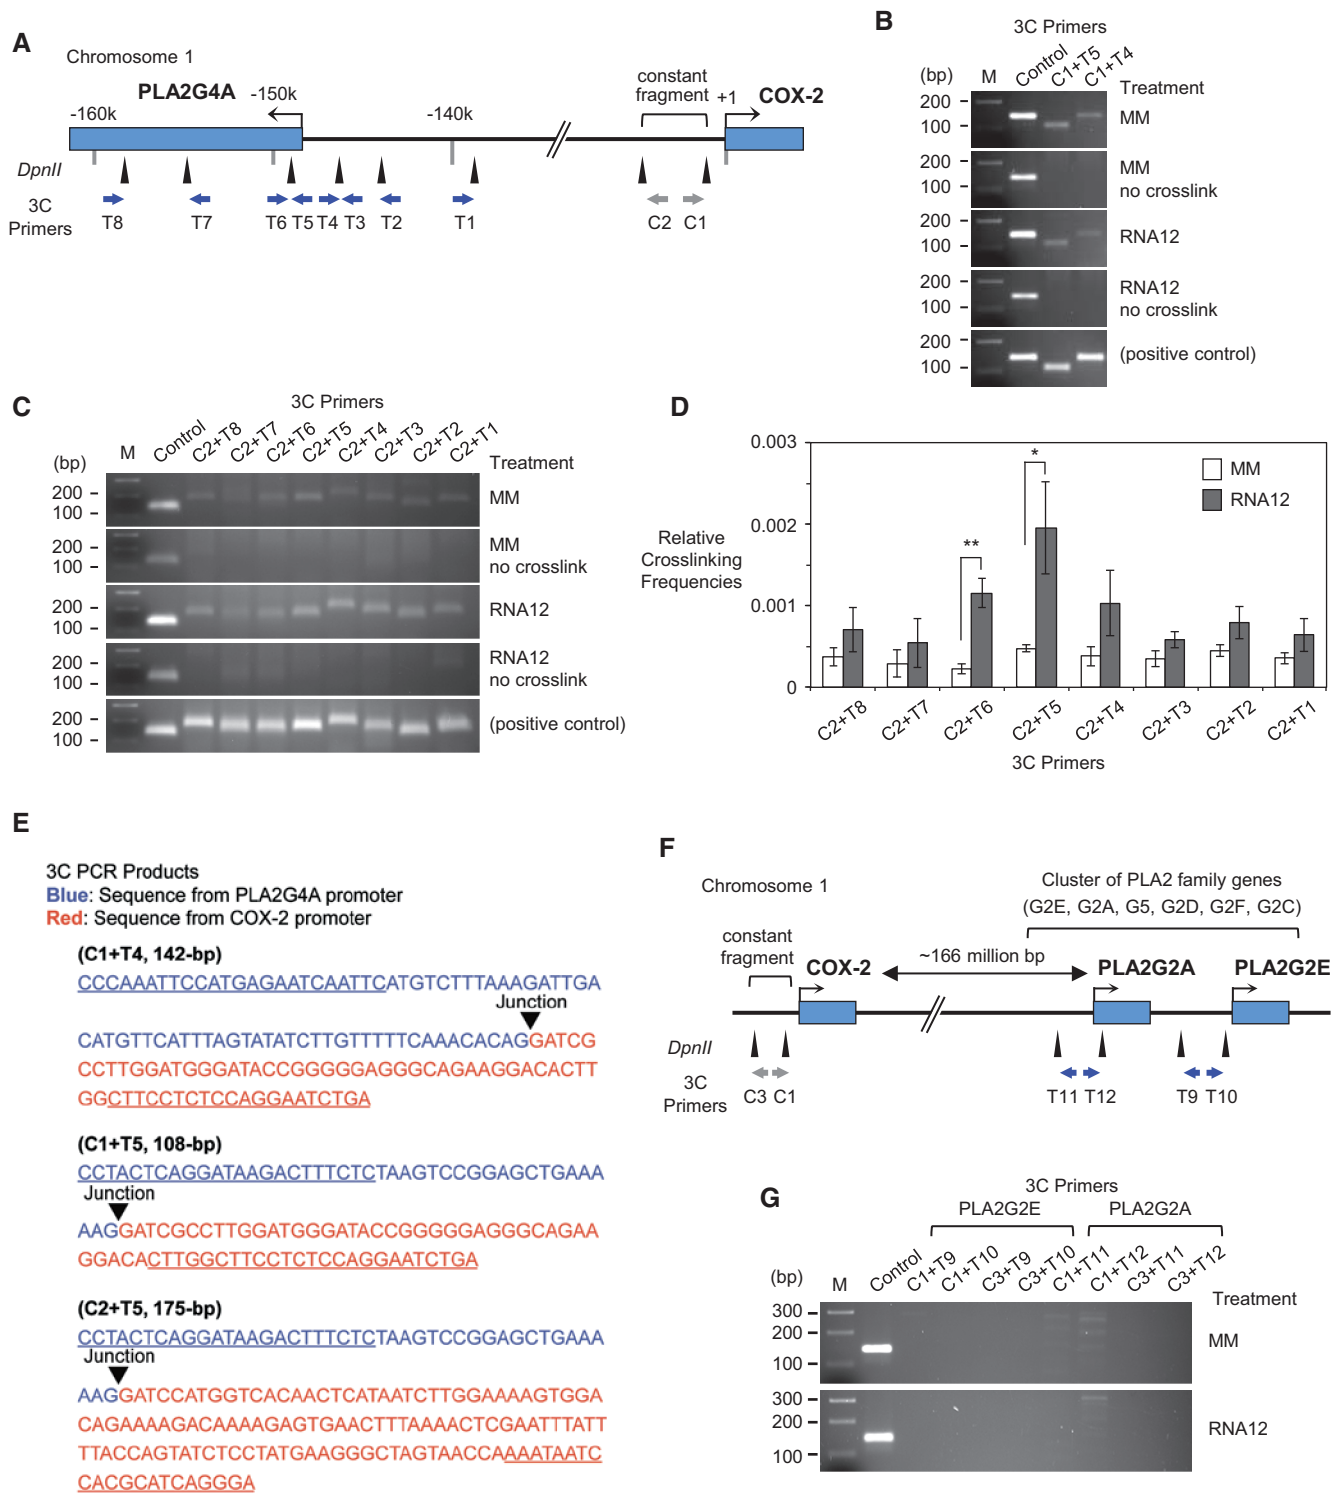 A
Chromosome 1
PLA2G4A
-150k
-160k
-140k
constant
fragment
+1
COX-2
DpnII
3C
Primers
T8
T7
T6
T5
T4
T3
T2
T1
C2
C1
B
3C Primers
(bp)
M
Control
C1+T5
C1+T4
Treatment
200
100
MM
200
100
MM
no crosslink
200
100
RNA12
200
100
RNA12
no crosslink
200
100
(positive control)
C
3C Primers
(bp)
M
Control
C2+T8
C2+T7
C2+T6
C2+T5
C2+T4
C2+T3
C2+T2
C2+T1
Treatment
200
100
MM
200
100
MM
no crosslink
200
100
RNA12
200
100
RNA12
no crosslink
200
100
(positive control)
D
0.003
0.002
0.001
0
Relative
Crosslinking
Frequencies
MM
RNA12
**
*
C2+T8
C2+T7
C2+T6
C2+T5
C2+T4
C2+T3
C2+T2
C2+T1
3C Primers
E
3C PCR Products
Blue: Sequence from PLA2G4A promoter
Red: Sequence from COX-2 promoter
(C1+T4, 142-bp)
CCCAAATTCCATGAGAATCAATTCATGTCTTTAAAGATTGA
Junction
CATGTTCATTTAGTATATCTTGTTTTTCAAACACAGGATCG
CCTTGGATGGGATACCGGGGGAGGGCAGAAGGACACTT
GGCTTCCTCTCCAGGAATCTGA
(C1+T5, 108-bp)
CCTACTCAGGATAAGACTTTCTCTAAGTCCGGAGCTGAAA
Junction
AAGGATCGCCTTGGATGGGATACCGGGGGAGGGCAGAA
GGACACTTGGCTTCCTCTCCAGGAATCTGA
(C2+T5, 175-bp)
CCTACTCAGGATAAGACTTTCTCTAAGTCCGGAGCTGAAA
Junction
AAGGATCCATGGTCACAACTCATAATCTTGGAAAAGTGGA
CAGAAAAGACAAAAGAGTGAACTTTAAAACTCGAATTTATT
TTACCAGTATCTCCTATGAAGGGCTAGTAACCAAAATAATC
CACGCATCAGGGA
F
Chromosome 1
Cluster of PLA2 family genes
(G2E, G2A, G5, G2D, G2F, G2C)
constant
fragment
COX-2
~166 million bp
PLA2G2A
PLA2G2E
DpnII
3C
Primers
C3
C1
T11
T12
T9
T10
G
3C Primers
PLA2G2E
PLA2G2A
(bp)
M
Control
C1+T9
C1+T10
C3+T9
C3+T10
C1+T11
C1+T12
C3+T11
C3+T12
Treatment
300
200
100
MM
300
200
100
RNA12